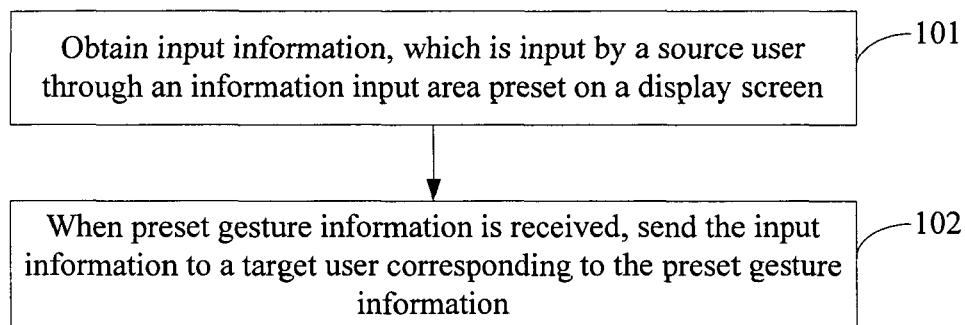 Obtain input information, which is input by a source user
through an information input area preset on a display screen
101
When preset gesture information is received, send the input
information to a target user corresponding to the preset gesture
information
102